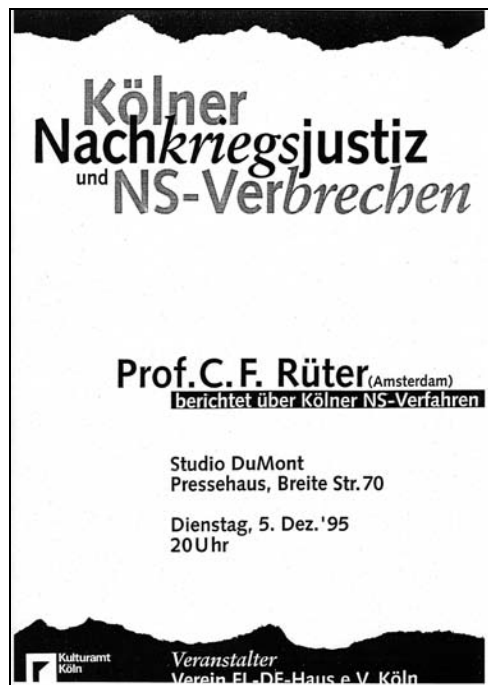 Kölner
Nachkriegsjustiz
und NS-Verbrechen
Prof. C. F. Rüter (Amsterdam)
berichtet über Kölner NS-Verfahren
Studio DuMont
Pressehaus, Breite Str. 70
Dienstag, 5. Dez. '95
20 Uhr
Kulturamt
Köln
Veranstalter
Verein EL-DE-Haus e.V. Köln